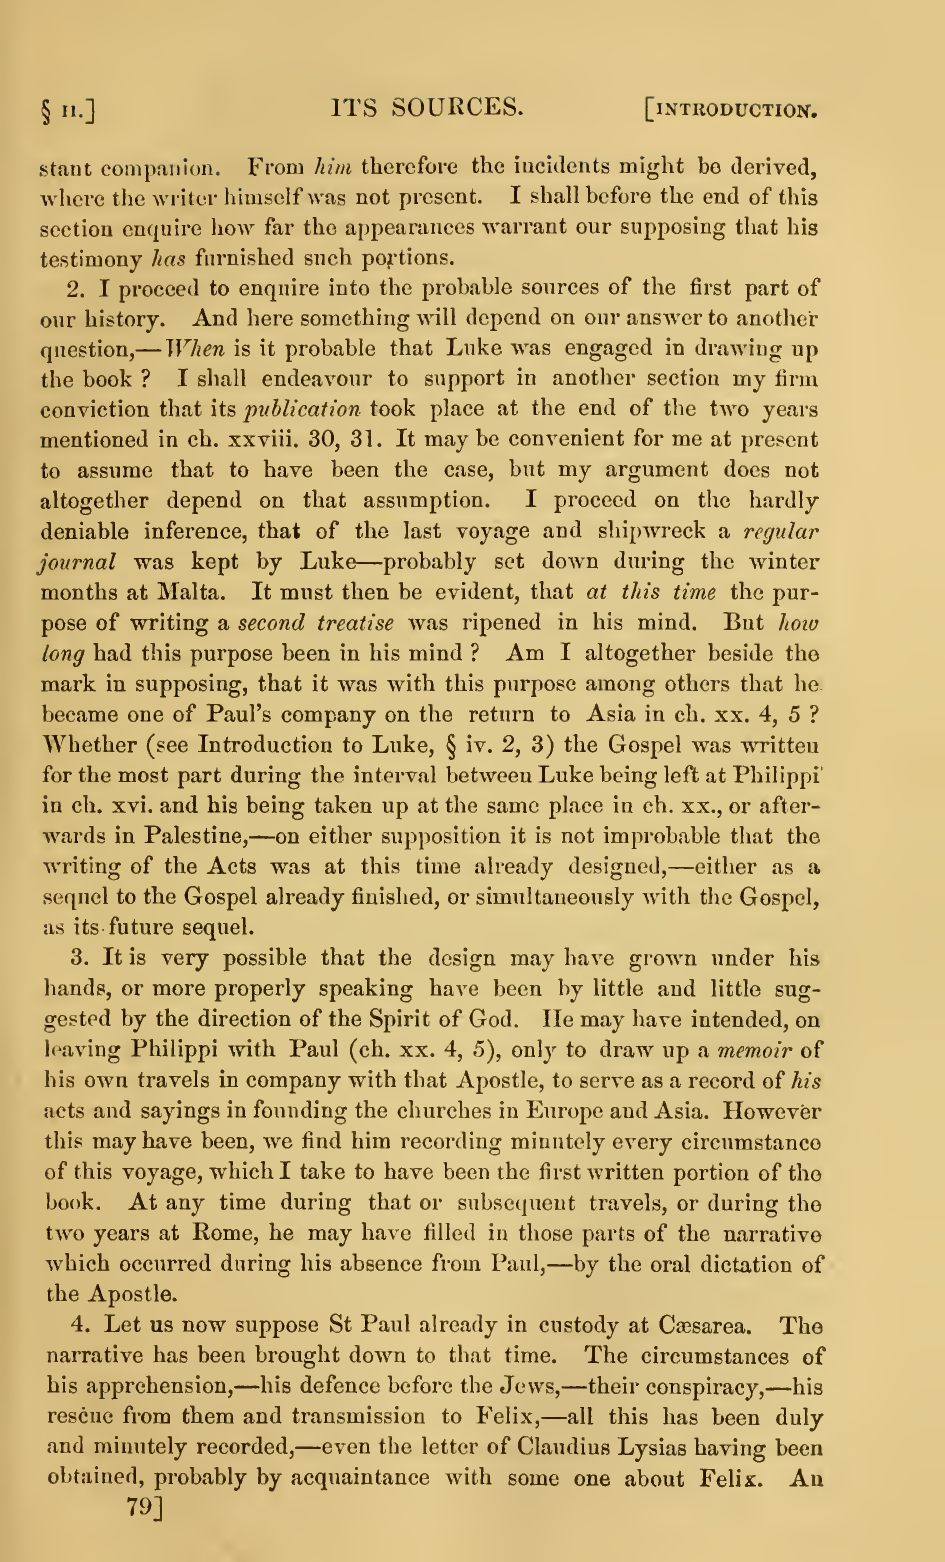 § II.] ITS SOURCES. [INTRODUCTION.
stant companion. From him therefore the incidents might be derived,
where the writer himself was not present. I shall before the end of this
section enquire how far the appearances warrant our supposing that his
testimony has furnished such portions.
2. I proceed to enquire into the probable sources of the first part of
our history. And here something will depend on our answer to another
question,—When is it probable that Luke was engaged in drawing up
the book ? I shall endeavour to support in another section my firm
conviction that its publication took place at the end of the two years
mentioned in ch. xxviii. 30, 31. It may be convenient for me at present
to assume that to have been the case, but my argument does not
altogether depend on that assumption. I proceed on the hardly
deniable inference, that of the last voyage and shipwreck a regular
journal was kept by Luke—probably set down during the winter
months at Malta. It must then be evident, that at this time the pur-
pose of writing a second treatise was ripened in his mind. But how
long had this purpose been in his mind ? Am I altogether beside the
mark in supposing, that it was with this purpose among others that he
became one of Paul's company on the return to Asia in ch. xx. 4, 5 ?
Whether (see Introduction to Luke, § iv. 2, 3) the Gospel was written
for the most part during the interval between Luke being left at Philippi
in ch. xvi. and his being taken up at the same place in ch. xx., or after-
wards in Palestine,—on either supposition it is not improbable that the
writing of the Acts was at this time already designed,—either as a
sequel to the Gospel already finished, or simultaneously with the Gospel,
as its future sequel.
3. It is very possible that the design may have grown under his
hands, or more properly speaking have been by little and little sug-
gested by the direction of the Spirit of God. He may have intended, on
leaving Philippi with Paul (ch. xx. 4, 5), only to draw up a memoir of
his own travels in company with that Apostle, to serve as a record of his
acts and sayings in founding the churches in Europe and Asia. However
this may have been, we find him recording minutely every circumstance
of this voyage, which I take to have been the first written portion of the
book. At any time during that or subsequent travels, or during the
two years at Rome, he may have filled in those parts of the narrative
which occurred during his absence from Paul,—by the oral dictation of
the Apostle.
4. Let us now suppose St Paul already in custody at Cæsarea. The
narrative has been brought down to that time. The circumstances of
his apprehension,—his defence before the Jews,—their conspiracy,—his
rescue from them and transmission to Felix,—all this has been duly
and minutely recorded,—even the letter of Claudius Lysias having been
obtained, probably by acquaintance with some one about Felix. An
79]